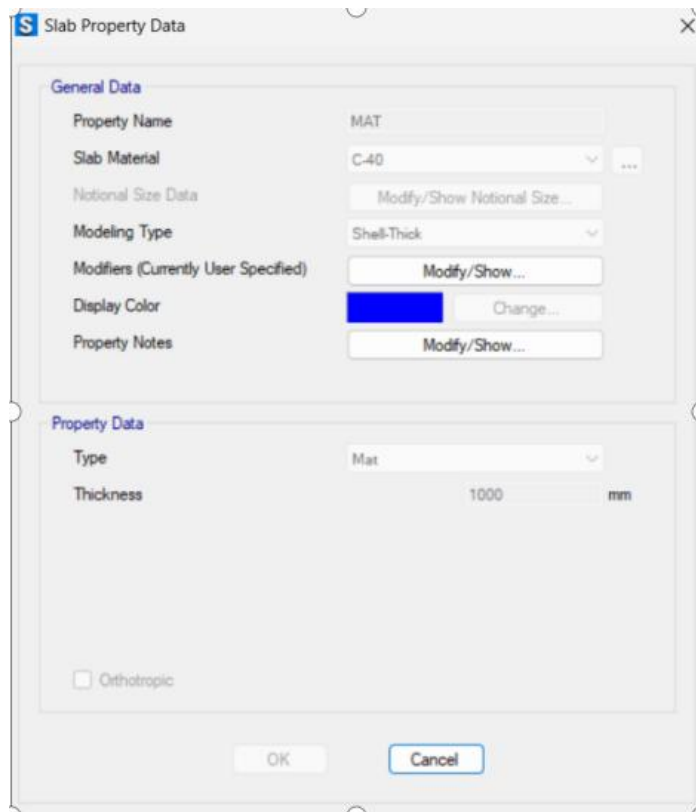 S Slab Property Data
General Data
Property Name MAT
Slab Material C-40 ...
Notional Size Data Modify/Show Notional Size...
Modeling Type Shell-Thick
Modifiers (Currently User Specified) Modify/Show...
Display Color Change...
Property Notes Modify/Show...
Property Data
Type Mat
Thickness 1000 mm
Orthotropic
OK Cancel